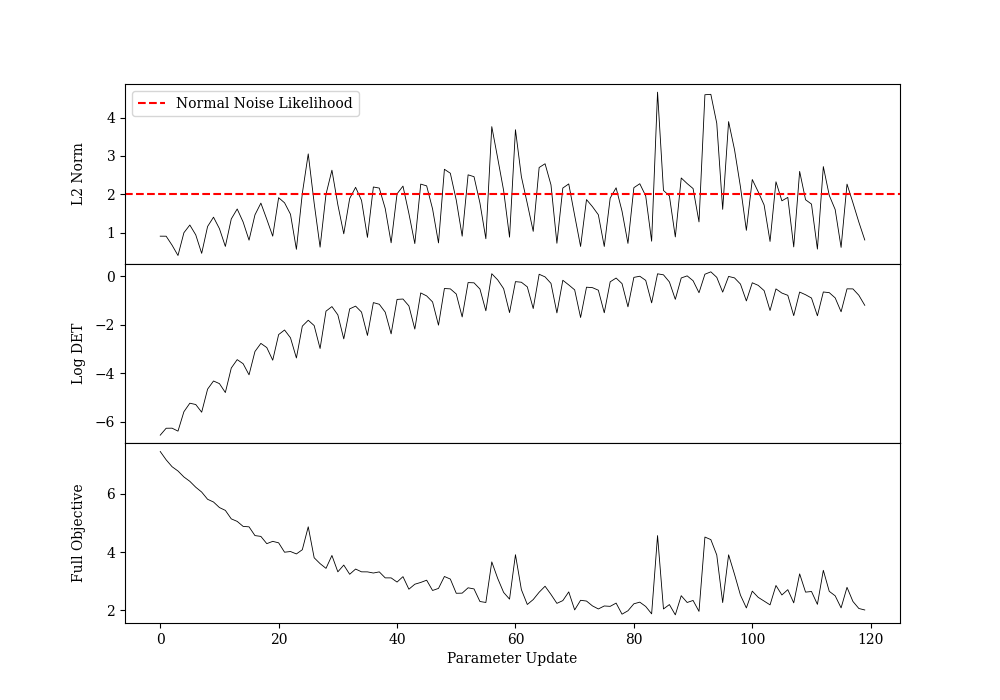 Normal Noise Likelihood
L2 Norm
4
3
2
1
Log DET
0
−2
−4
−6
Full Objective
6
4
2
0 20 40 60 80 100 120
Parameter Update